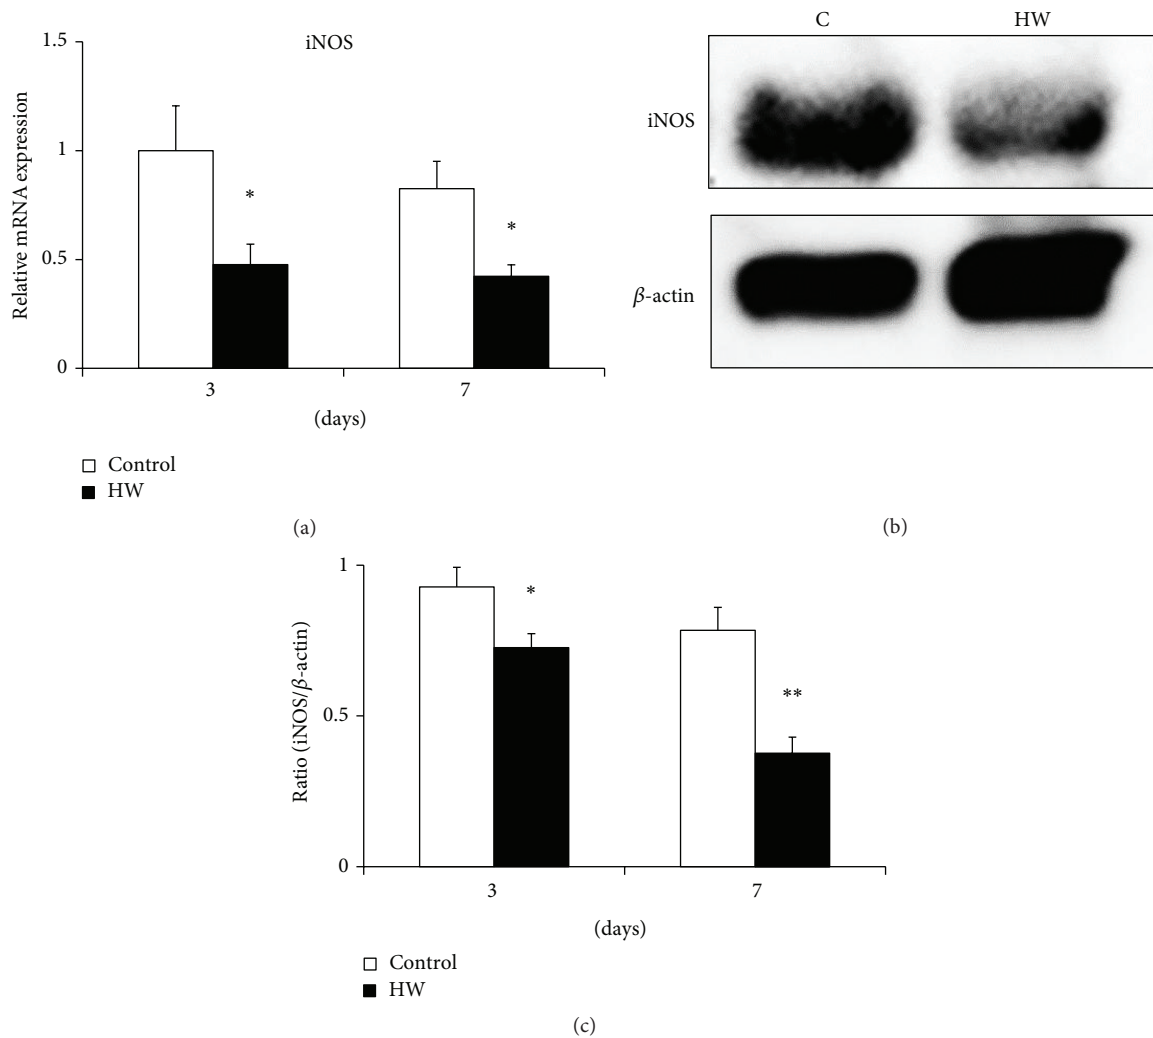 iNOS
1.5
1
0.5
0
Relative mRNA expression
*
*
3
7
(days)
Control
HW
(a)
C
HW
iNOS
β-actin
(b)
1
0.5
0
Ratio (iNOS/β-actin)
*
**
3
7
(days)
Control
HW
(c)